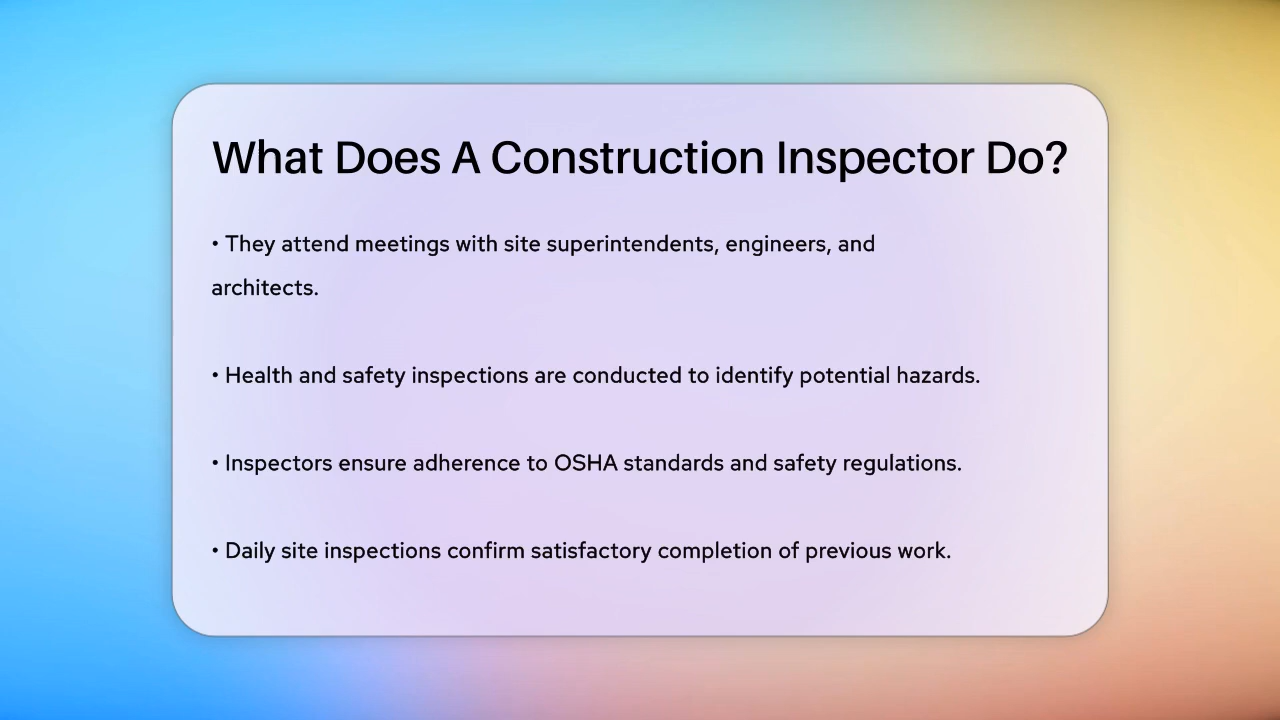 What Does A Construction Inspector Do?
• They attend meetings with site superintendents, engineers, and
architects.
• Health and safety inspections are conducted to identify potential hazards.
• Inspectors ensure adherence to OSHA standards and safety regulations.
• Daily site inspections confirm satisfactory completion of previous work.